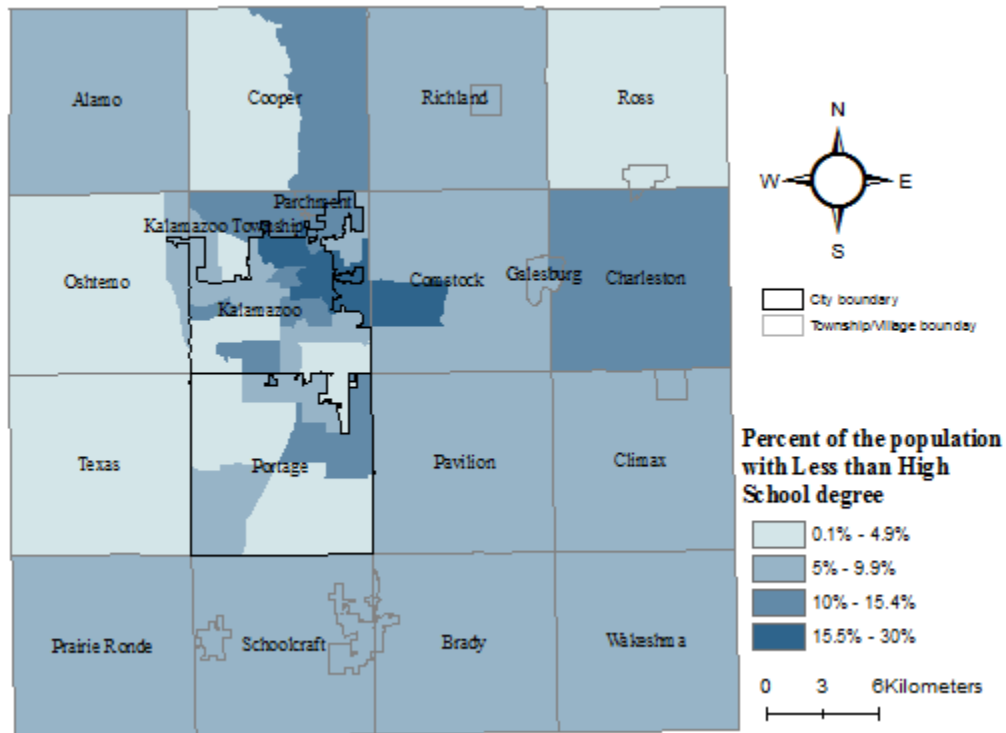 Alamo
Cooper
Richland
Ross
N
W
E
S
Parchment
Kalamazoo Township
Oshtemo
Comstock
Galesburg
Charleston
Kalamazoo
City boundary
Township/Village boundary
Texas
Portage
Pavilion
Climax
Percent of the population
with Less than High
School degree
0.1% - 4.9%
5% - 9.9%
10% - 15.4%
15.5% - 30%
Prairie Ronde
Schoolcraft
Brady
Wakeshma
0 3 6Kilometers